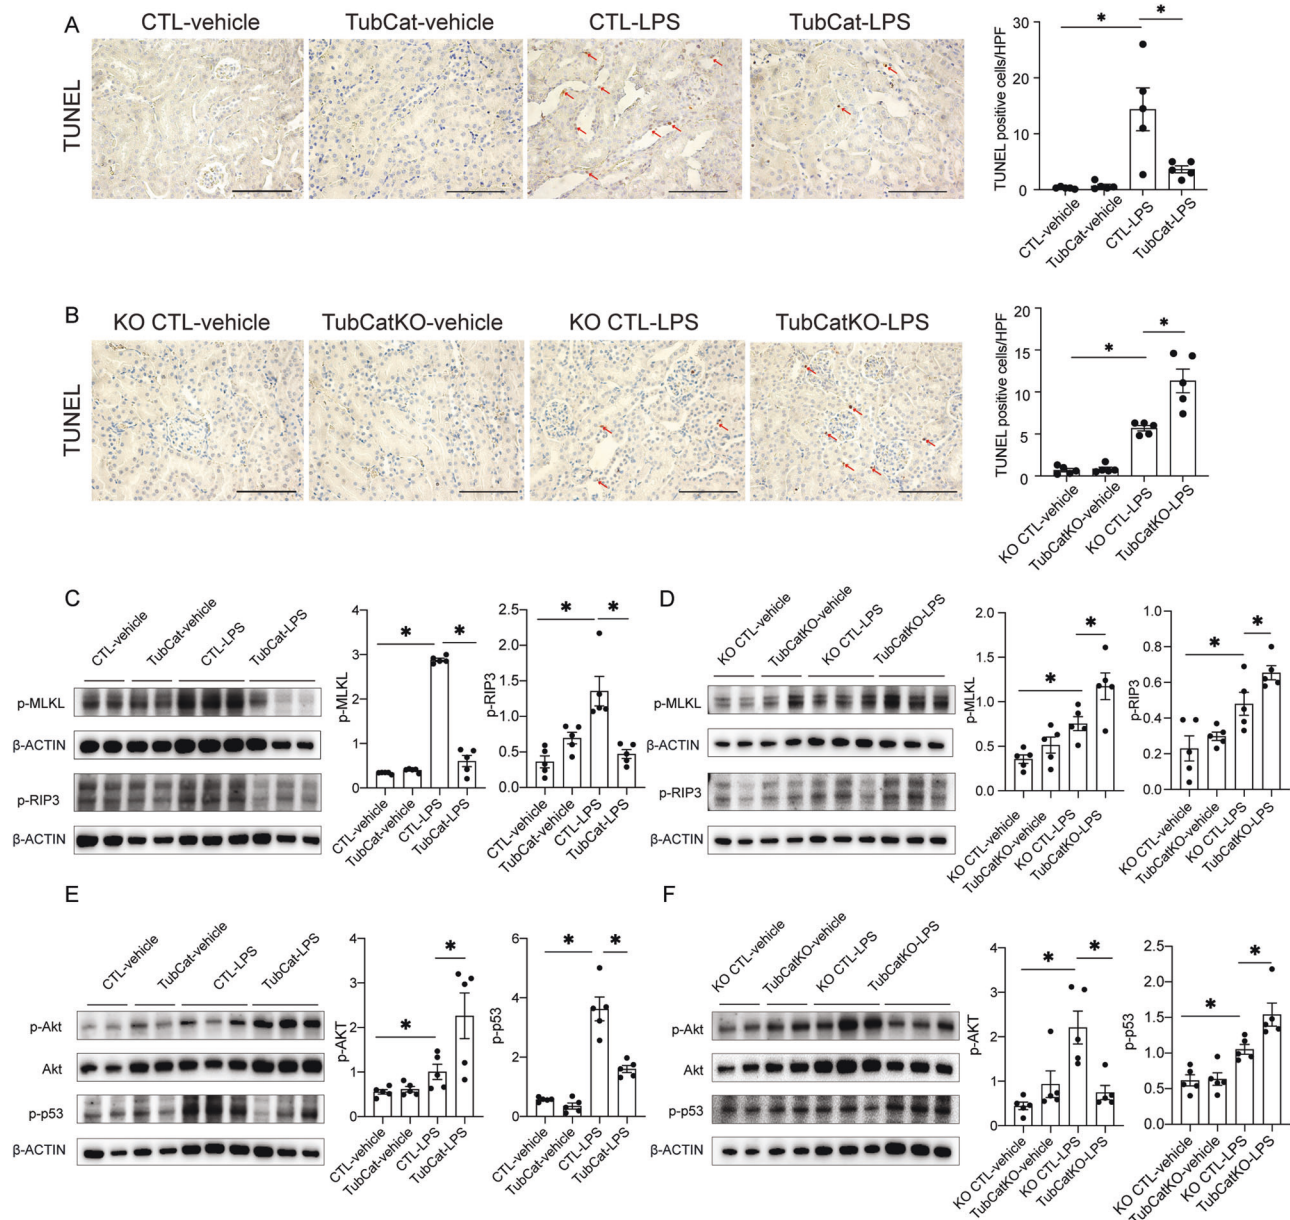 A
CTL-vehicle
TubCat-vehicle
CTL-LPS
TubCat-LPS
TUNEL
TUNEL positive cells/HPF
30
20
10
0
*
*
CTL-vehicle
TubCat-vehicle
CTL-LPS
TubCat-LPS
B
KO CTL-vehicle
TubCatKO-vehicle
KO CTL-LPS
TubCatKO-LPS
TUNEL
TUNEL positive cells/HPF
20
15
10
5
0
*
*
KO CTL-vehicle
TubCatKO-vehicle
KO CTL-LPS
TubCatKO-LPS
C
CTL-vehicle
TubCat-vehicle
CTL-LPS
TubCat-LPS
p-MLKL
β-ACTIN
p-RIP3
β-ACTIN
p-MLKL
4
3
2
1
0
*
*
CTL-vehicle
TubCat-vehicle
CTL-LPS
TubCat-LPS
p-RIP3
2.5
2.0
1.5
1.0
0.5
0.0
*
*
CTL-vehicle
TubCat-vehicle
CTL-LPS
TubCat-LPS
D
KO CTL-vehicle
TubCatKO-vehicle
KO CTL-LPS
TubCatKO-LPS
p-MLKL
β-ACTIN
p-RIP3
β-ACTIN
p-MLKL
2.0
1.5
1.0
0.5
0.0
*
*
KO CTL-vehicle
TubCatKO-vehicle
KO CTL-LPS
TubCatKO-LPS
p-RIP3
0.8
0.6
0.4
0.2
0.0
*
*
KO CTL-vehicle
TubCatKO-vehicle
KO CTL-LPS
TubCatKO-LPS
E
CTL-vehicle
TubCat-vehicle
CTL-LPS
TubCat-LPS
p-Akt
Akt
p-p53
β-ACTIN
p-AKT
4
3
2
1
0
*
*
CTL-vehicle
TubCat-vehicle
CTL-LPS
TubCat-LPS
p-p53
6
4
2
0
*
*
CTL-vehicle
TubCat-vehicle
CTL-LPS
TubCat-LPS
F
KO CTL-vehicle
TubCatKO-vehicle
KO CTL-LPS
TubCatKO-LPS
p-Akt
Akt
p-p53
β-ACTIN
p-AKT
4
3
2
1
0
*
*
KO CTL-vehicle
TubCatKO-vehicle
KO CTL-LPS
TubCatKO-LPS
p-p53
2.5
2.0
1.5
1.0
0.5
0.0
*
*
KO CTL-vehicle
TubCatKO-vehicle
KO CTL-LPS
TubCatKO-LPS